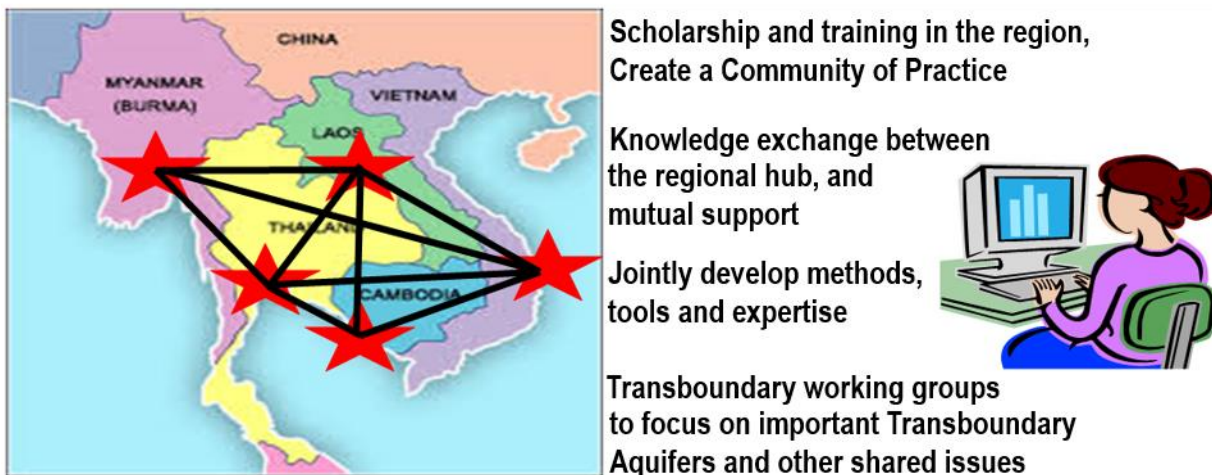 CHINA
MYANMAR
(BURMA)
VIETNAM
LAOS
THAILAND
CAMBODIA
Scholarship and training in the region,
Create a Community of Practice
Knowledge exchange between
the regional hub, and
mutual support
Jointly develop methods,
tools and expertise
Transboundary working groups
to focus on important Transboundary
Aquifers and other shared issues